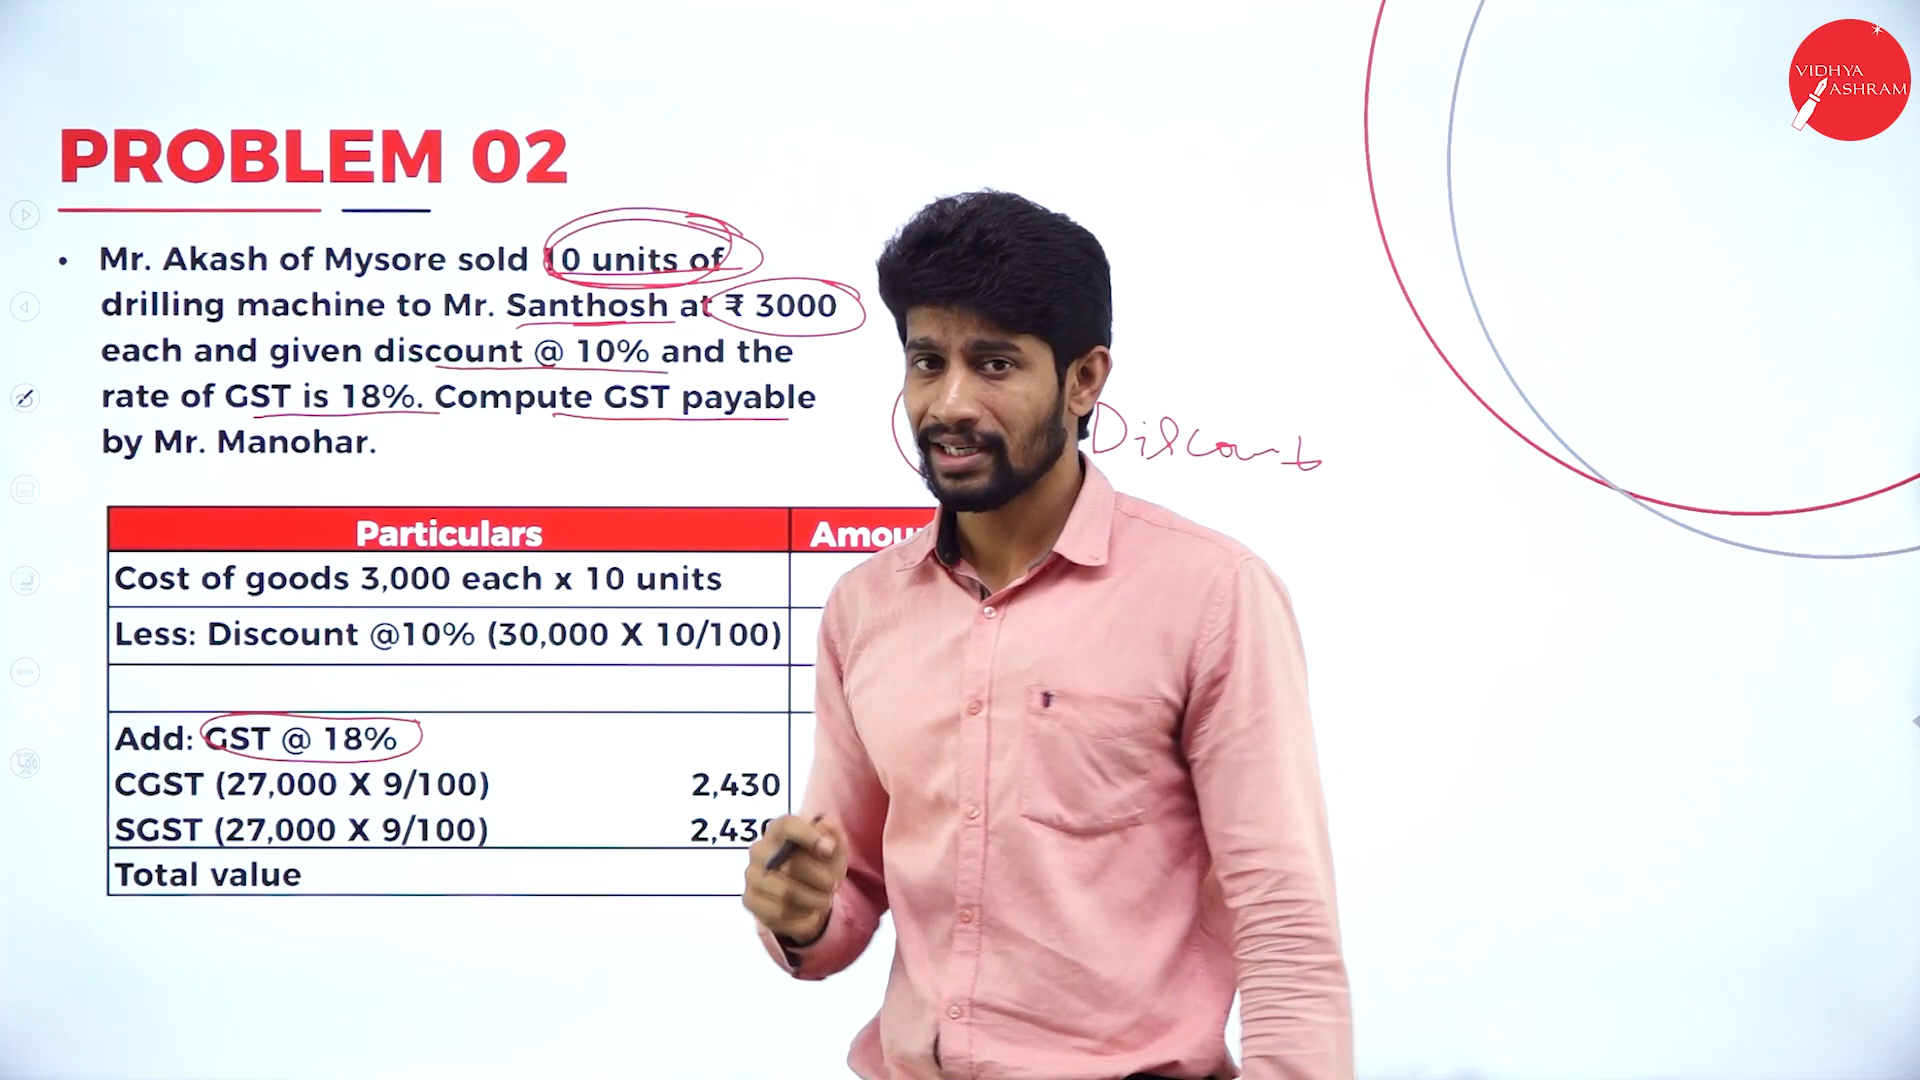 VIDHYA
ASHRAM
PROBLEM 02
• Mr. Akash of Mysore sold 10 units of
drilling machine to Mr. Santhosh at ₹ 3000
each and given discount @ 10% and the
rate of GST is 18%. Compute GST payable
by Mr. Manohar.
Discount
Particulars
Cost of goods 3,000 each x 10 units
Less: Discount @10% (30,000 X 10/100)
Add: GST @ 18%
CGST (27,000 X 9/100) 2,430
SGST (27,000 X 9/100)
Total value